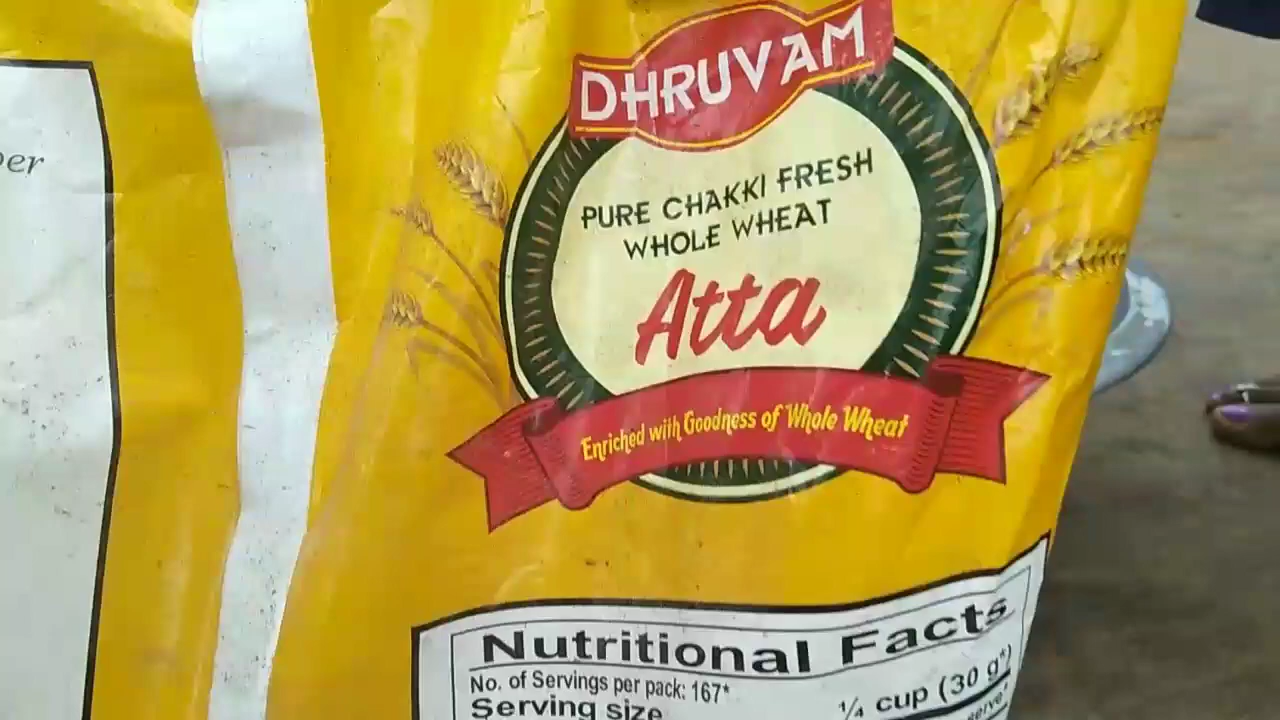 DHRUVAM
PURE CHAKKI FRESH
WHOLE WHEAT
Atta
Enriched with Goodness of Whole Wheat
Nutritional Facts
No. of Servings per pack: 167*
Serving size ¼ cup (30 g*)